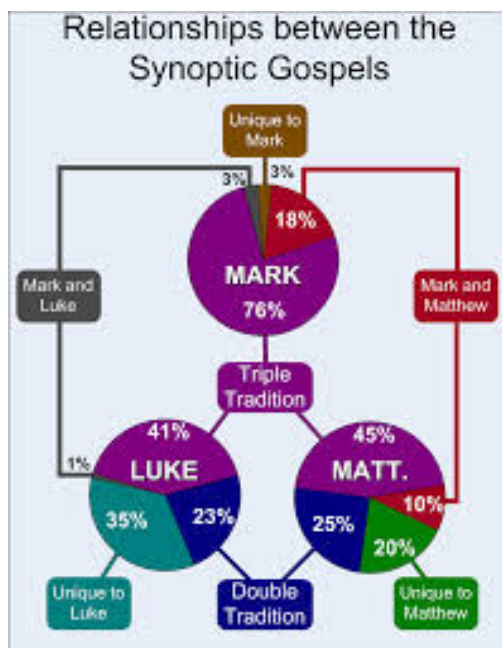 Relationships between the
Synoptic Gospels
Unique to
Mark
3%
3%
18%
MARK
76%
Mark and
Luke
Mark and
Matthew
Triple
Tradition
41%
45%
1%
LUKE
MATT.
10%
35%
23%
25%
20%
Unique to
Luke
Double
Tradition
Unique to
Matthew